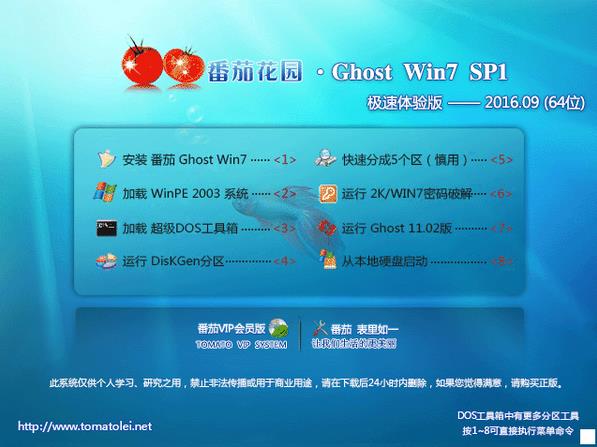 番茄花园 · Ghost Win7 SP1
极速体验版 —— 2016.09 (64位)
安装 番茄 Ghost Win7 ······ <1>
加载 WinPE 2003 系统 ······ <2>
加载 超级DOS工具箱 ······ <3>
运行 DisKGen分区 ······ <4>
快速分成5个区（慎用） ······ <5>
运行 2K/WIN7密码破解 ······ <6>
运行 Ghost 11.02版 ······ <7>
从本地硬盘启动 ······ <8>
番茄VIP会员版
TOMATO VIP SYSTEM
番茄 表里如一
让我们生活的更美丽
此系统仅供个人学习、研究之用，禁止非法传播或用于商业用途，请在下载后24小时内删除，如果您觉得满意，请购买正版。
DOS工具箱中有更多分区工具
http://www.tomatolei.net
按1~8可直接执行菜单命令